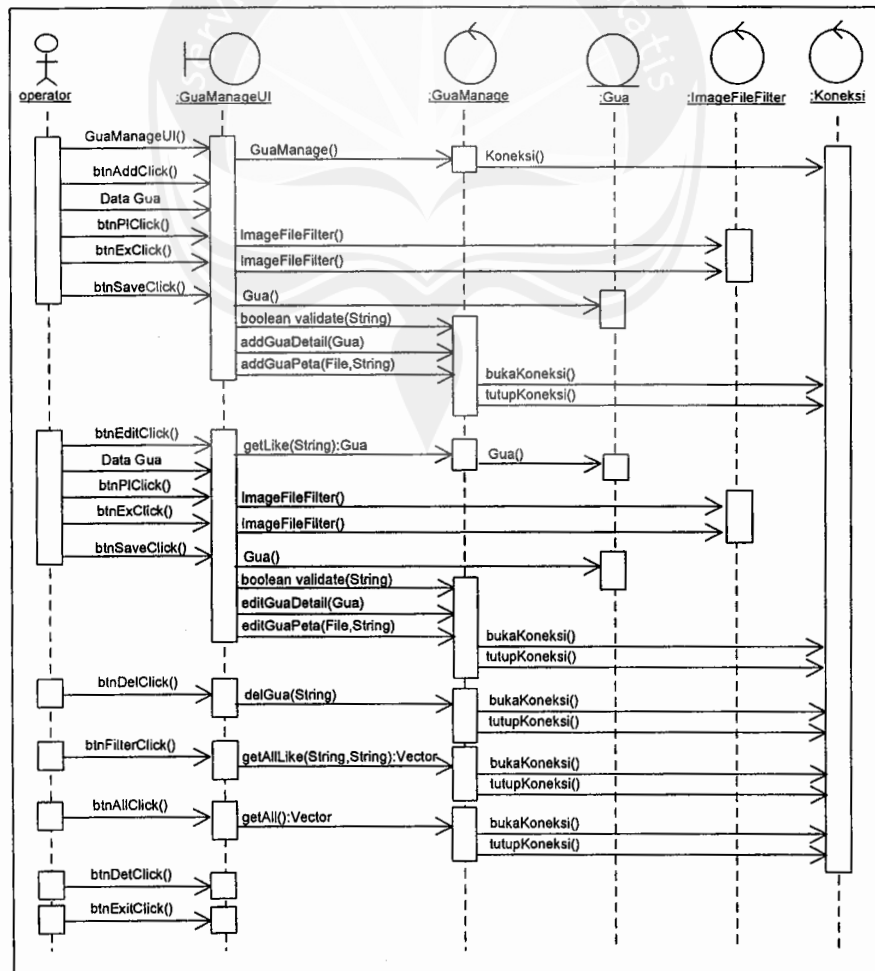 operator
:GuaManageUI
:GuaManage
:Gua
:ImageFileFilter
:Koneksi
GuaManageUI()
GuaManage()
Koneksi()
btnAddClick()
Data Gua
btnPIClick()
ImageFileFilter()
btnExClick()
ImageFileFilter()
btnSaveClick()
Gua()
boolean validate(String)
addGuaDetail(Gua)
addGuaPeta(File,String)
bukaKoneksi()
tutupKoneksi()
btnEditClick()
getLike(String):Gua
Gua()
Data Gua
btnPIClick()
ImageFileFilter()
btnExClick()
ImageFileFilter()
btnSaveClick()
Gua()
boolean validate(String)
editGuaDetail(Gua)
editGuaPeta(File,String)
bukaKoneksi()
tutupKoneksi()
btnDelClick()
delGua(String)
bukaKoneksi()
tutupKoneksi()
btnFilterClick()
getAllLike(String,String):Vector
bukaKoneksi()
tutupKoneksi()
btnAllClick()
getAll():Vector
bukaKoneksi()
tutupKoneksi()
btnDetClick()
btnExitClick()